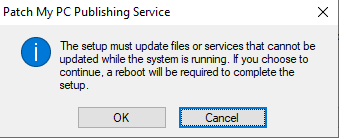 Patch My PC Publishing Service
The setup must update files or services that cannot be
updated while the system is running. If you choose to
continue, a reboot will be required to complete the
setup.
OK
Cancel